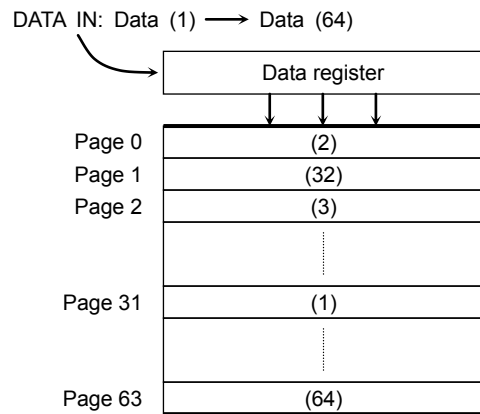 DATA IN: Data (1) Data (64)
Data register
Page 0 (2)
Page 1 (32)
Page 2 (3)
Page 31 (1)
Page 63 (64)